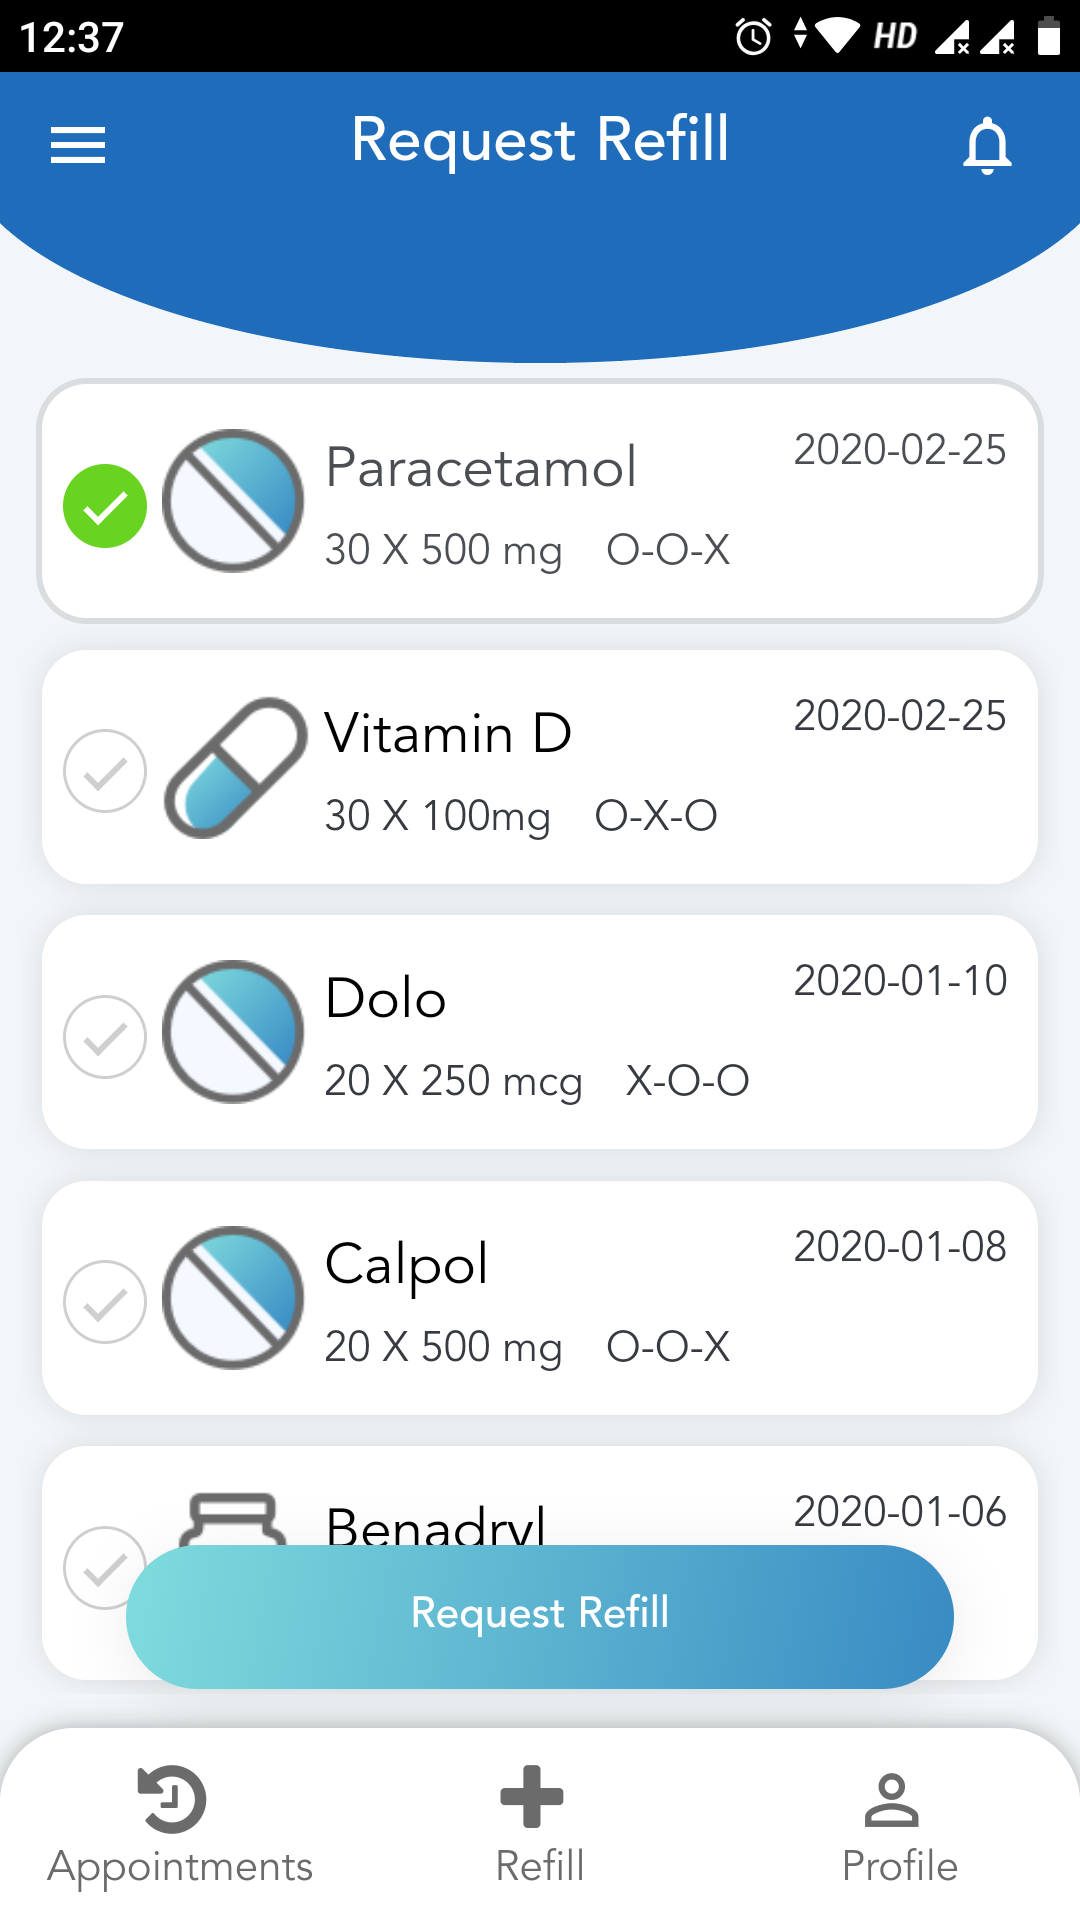 12:37
HD
Request Refill
Paracetamol
2020-02-25
30 X 500 mg O-O-X
Vitamin D
2020-02-25
30 X 100mg O-X-O
Dolo
2020-01-10
20 X 250 mcg X-O-O
Calpol
2020-01-08
20 X 500 mg O-O-X
Benadryl
2020-01-06
Request Refill
Appointments
Refill
Profile